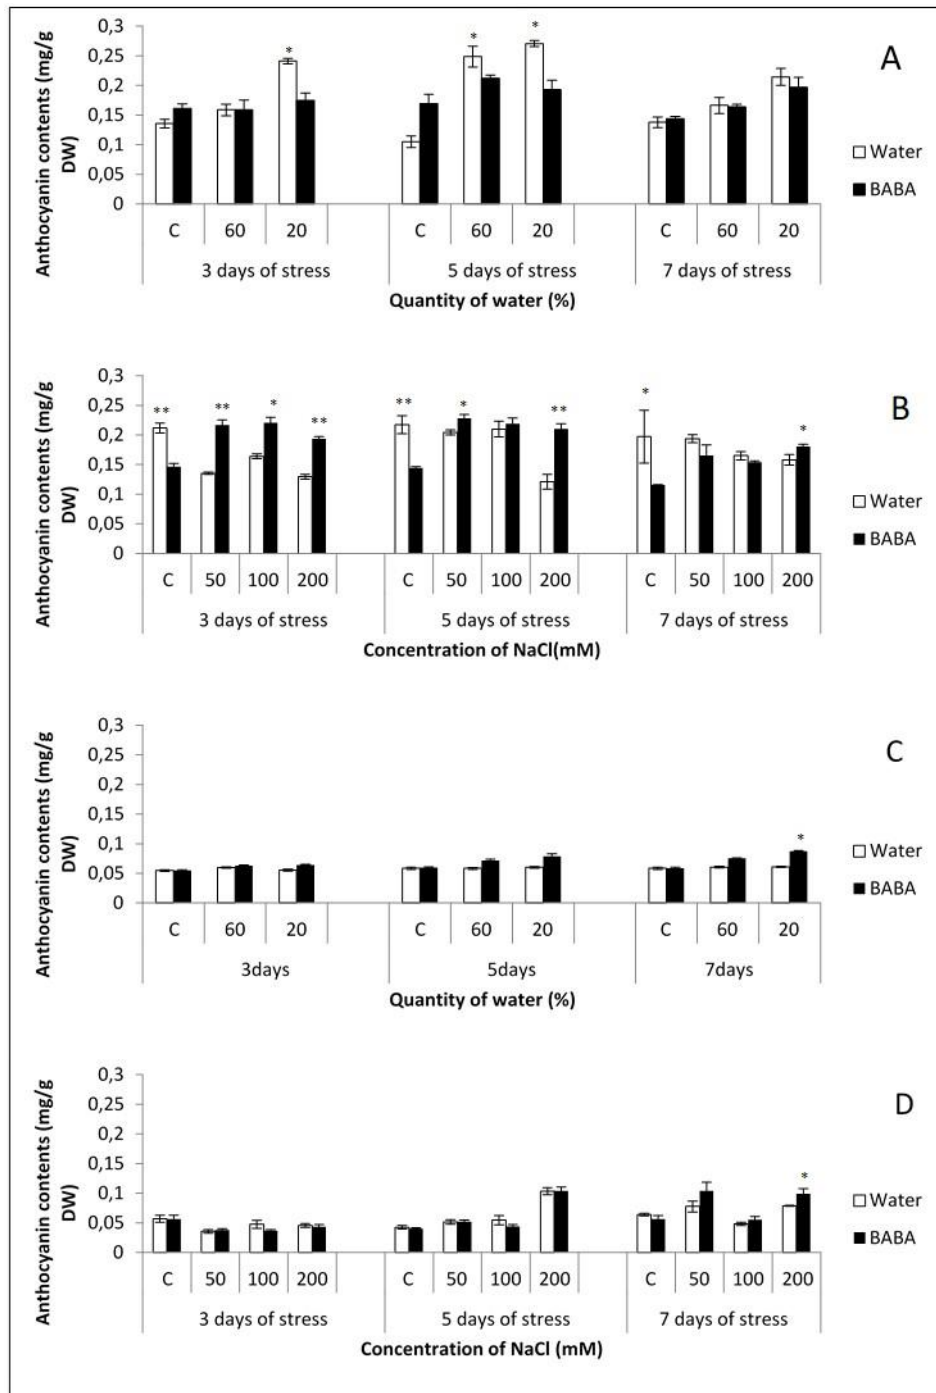 Anthocyanin contents (mg/g
DW)
0,3
0,25
0,2
0,15
0,1
0,05
0
*
*
*
A
Water
BABA
C 60 20 C 60 20 C 60 20
3 days of stress 5 days of stress 7 days of stress
Quantity of water (%)
Anthocyanin contents (mg/g
DW)
0,3
0,25
0,2
0,15
0,1
0,05
0
** ** * ** ** * ** * *
B
Water
BABA
C 50 100 200 C 50 100 200 C 50 100 200
3 days of stress 5 days of stress 7 days of stress
Concentration of NaCl(mM)
Anthocyanin contents (mg/g
DW)
0,3
0,25
0,2
0,15
0,1
0,05
0
*
C
Water
BABA
C 60 20 C 60 20 C 60 20
3days 5days 7days
Quantity of water (%)
Anthocyanin contents (mg/g
DW)
0,3
0,25
0,2
0,15
0,1
0,05
0
*
D
Water
BABA
C 50 100 200 C 50 100 200 C 50 100 200
3 days of stress 5 days of stress 7 days of stress
Concentration of NaCl (mM)